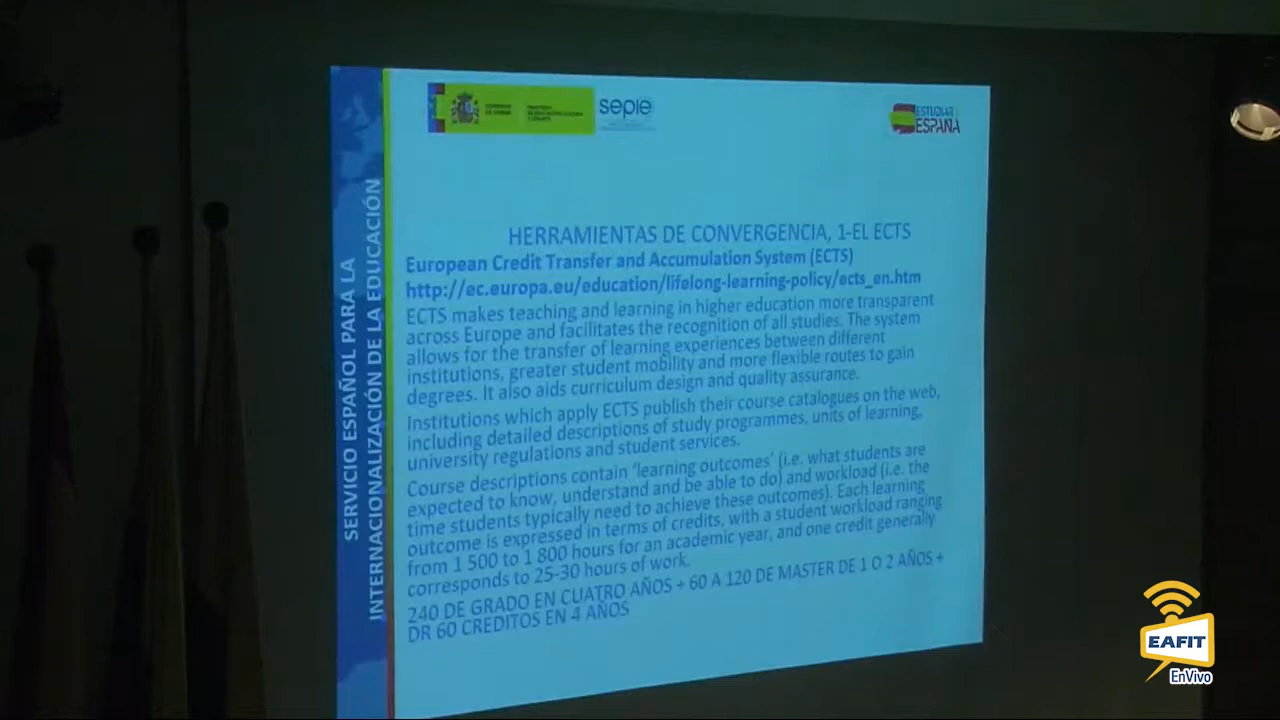 GOBIERNO
DE ESPAÑA
MINISTERIO
DE EDUCACIÓN, CULTURA
Y DEPORTE
sepie
ESTUDIAR
ESPAÑA
SERVICIO ESPAÑOL PARA LA
INTERNACIONALIZACIÓN DE LA EDUCACIÓN
HERRAMIENTAS DE CONVERGENCIA, 1-EL ECTS
European Credit Transfer and Accumulation System (ECTS)
http://ec.europa.eu/education/lifelong-learning-policy/ects_en.htm
ECTS makes teaching and learning in higher education more transparent
across Europe and facilitates the recognition of all studies. The system
allows for the transfer of learning experiences between different
institutions, greater student mobility and more flexible routes to gain
degrees. It also aids curriculum design and quality assurance.
Institutions which apply ECTS publish their course catalogues on the web,
including detailed descriptions of study programmes, units of learning,
university regulations and student services.
Course descriptions contain ‘learning outcomes’ (i.e. what students are
expected to know, understand and be able to do) and workload (i.e. the
time students typically need to achieve these outcomes). Each learning
outcome is expressed in terms of credits, with a student workload ranging
from 1 500 to 1 800 hours for an academic year, and one credit generally
corresponds to 25-30 hours of work.
240 DE GRADO EN CUATRO AÑOS + 60 A 120 DE MASTER DE 1 O 2 AÑOS +
DR 60 CREDITOS EN 4 AÑOS
EAFIT
EnVivo